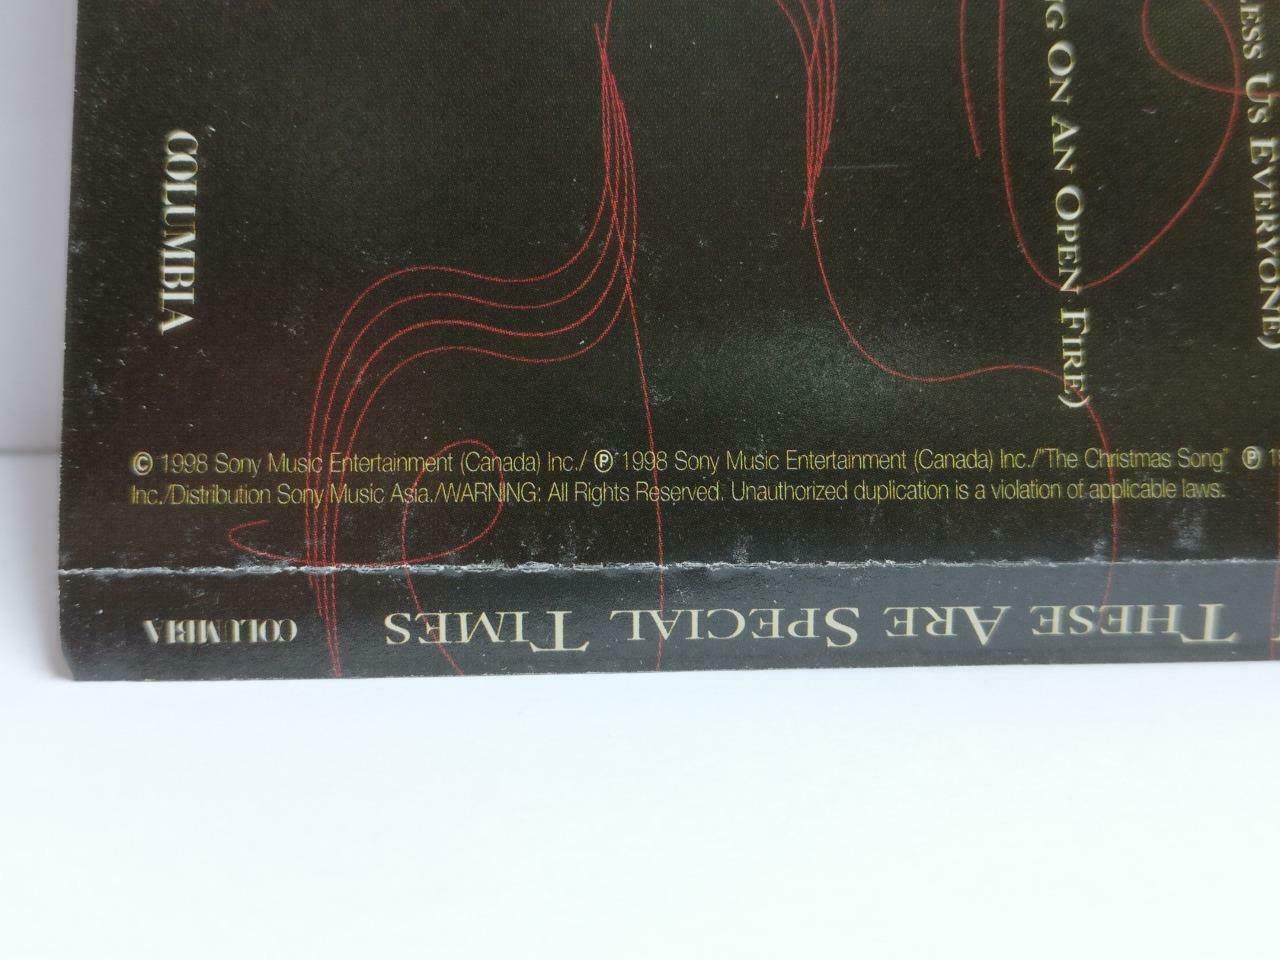 COLUMBIA
ON AN OPEN FIRE)
US EVERYONE)
© 1998 Sony Music Entertainment (Canada) Inc./ ℗ 1998 Sony Music Entertainment (Canada) Inc./"The Christmas Song" ℗
Inc./Distribution Sony Music Asia./WARNING: All Rights Reserved. Unauthorized duplication is a violation of applicable laws.
THESE ARE SPECIAL TIMES
COLUMBIA